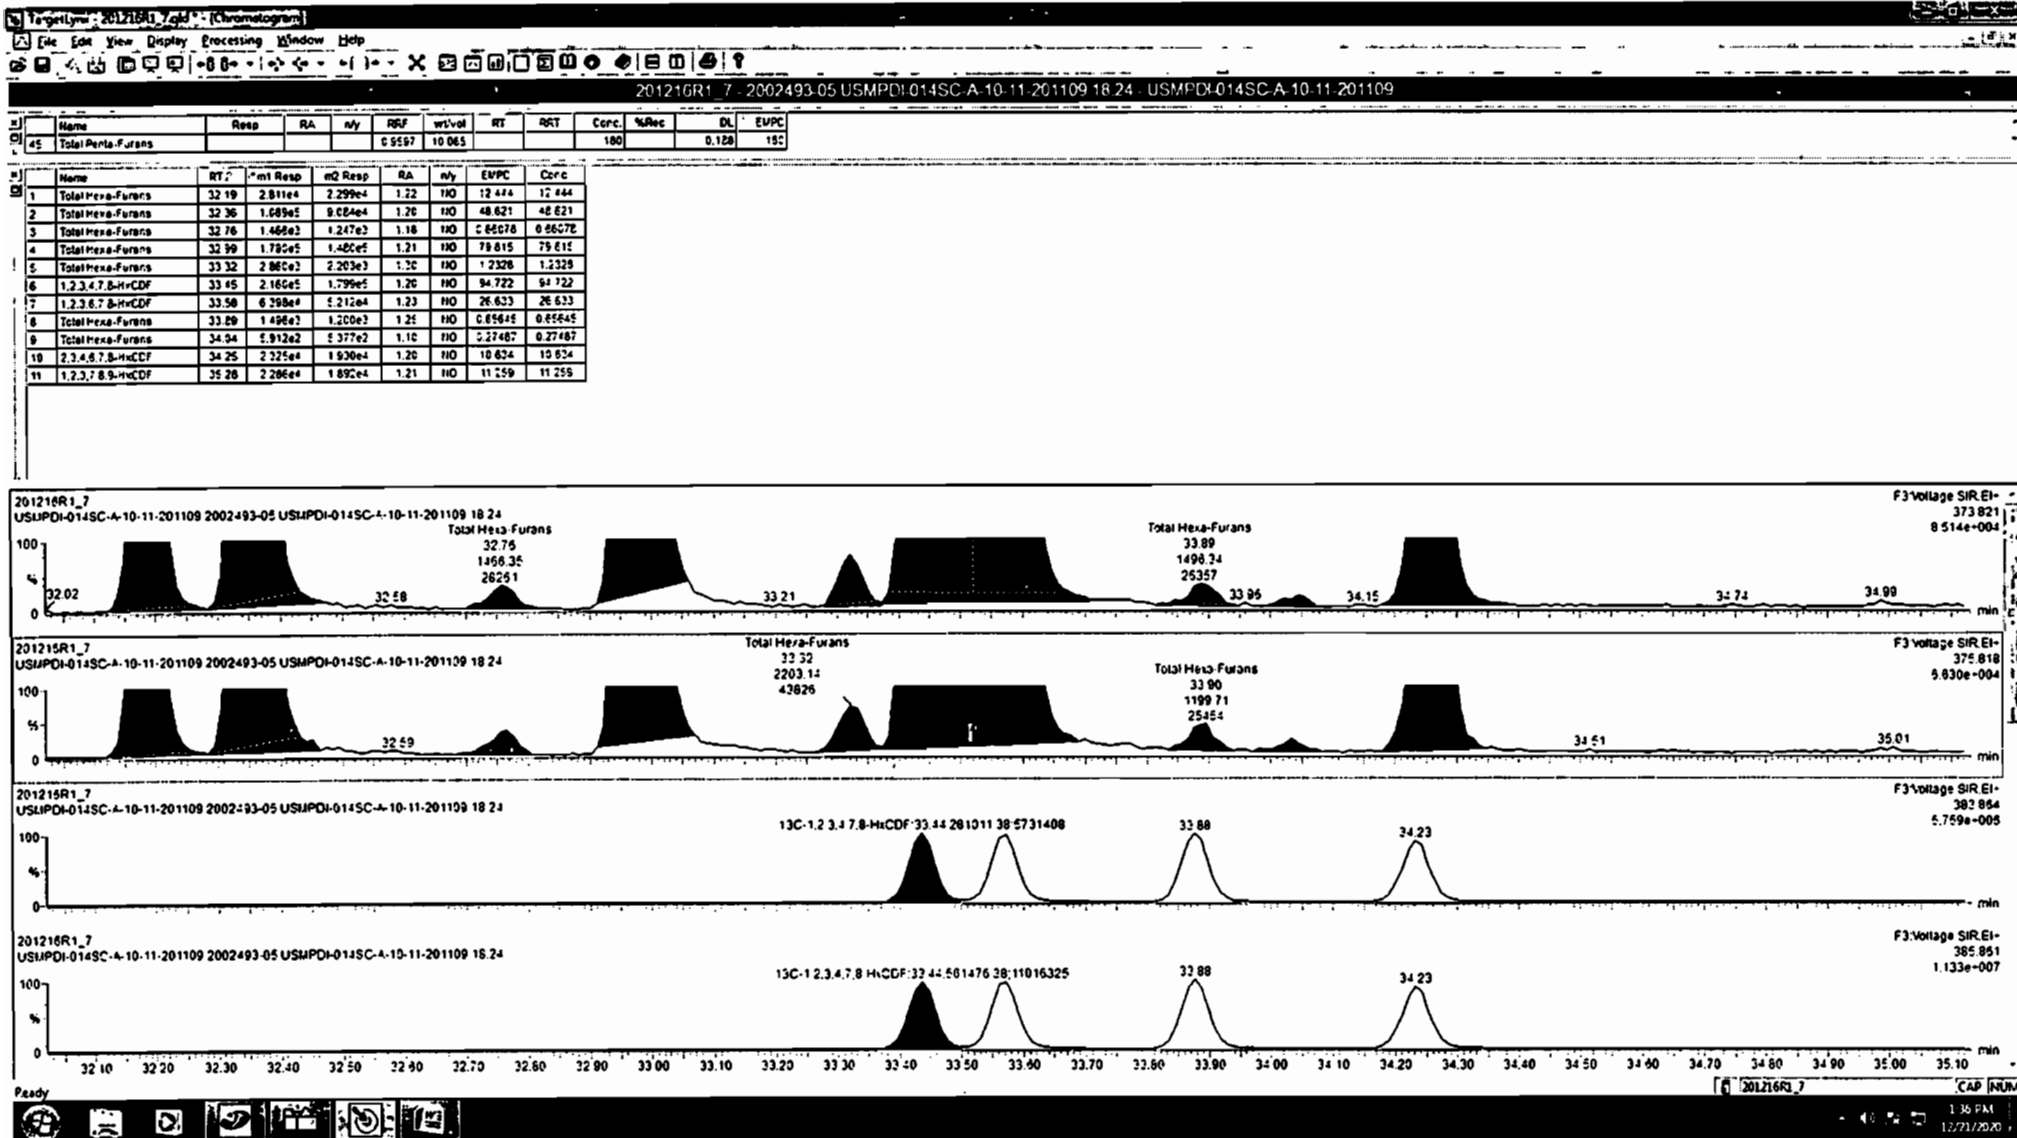 TargetLynx - 201216R1_7.qld * - [Chromatogram]
File Edit View Display Processing Window Help
201216R1_7 - 2002493-05 USMPDI-014SC-A-10-11-201109 18.24 - USMPDI-014SC-A-10-11-201109
Name Resp RA n/y RRF wt/vol RT RRT Conc. %Rec DL EMPC
45 Total Penta-Furans 0.9597 10.065 180 0.128
Name RT m1 Resp m2 Resp RA n/y EMPC Conc
1 Total Hexa-Furans 32.19 2.811e4 2.299e4 1.22 NO 12.444 12.444
2 Total Hexa-Furans 32.36 1.089e5 9.084e4 1.20 NO 48.621 48.621
3 Total Hexa-Furans 32.76 1.466e3 1.247e3 1.18 NO 0.66078 0.66078
4 Total Hexa-Furans 32.99 1.480e5 1.21 NO 79.615 79.615
5 Total Hexa-Furans 33.32 2.860e3 2.203e3 1.30 NO 1.2328 1.2328
6 1,2,3,4,7,8-HxCDF 33.45 2.160e5 1.799e5 1.20 NO 94.722 94.722
7 1,2,3,6,7,8-HxCDF 33.58 6.398e4 5.212e4 1.23 NO 26.633 26.633
8 Total Hexa-Furans 33.89 1.496e3 1.200e3 1.25 NO 0.65645 0.65645
9 Total Hexa-Furans 34.04 5.912e2 5.377e2 1.10 NO 0.27487 0.27487
10 2,3,4,6,7,8-HxCDF 34.25 2.325e4 1.930e4 1.20 NO 10.634 10.634
11 1,2,3,7,8,9-HxCDF 35.28 2.286e4 1.892e4 1.21 NO 11.259 11.259
201216R1_7
USMPDI-014SC-A-10-11-201109 2002493-05 USMPDI-014SC-A-10-11-201109 18.24
F3:Voltage SIR,EI+
373.821
8.514e+004
Total Hexa-Furans
32.76
1466.35
26251
Total Hexa-Furans
33.89
1496.34
25357
100
%
0
32.02 32.58 33.21 33.96 34.15 34.74 34.99
min
201216R1_7
USMPDI-014SC-A-10-11-201109 2002493-05 USMPDI-014SC-A-10-11-201109 18.24
F3:Voltage SIR,EI+
375.818
Total Hexa-Furans
33.32
2203.14
43826
Total Hexa-Furans
33.90
1199.71
25454
100
%
0
32.59 34.51 35.01
min
201216R1_7
USMPDI-014SC-A-10-11-201109 2002493-05 USMPDI-014SC-A-10-11-201109 18.24
F3:Voltage SIR,EI+
383.864
13C-1,2,3,4,7,8-HxCDF;33.44 33.88 34.23
100
%
0
min
201216R1_7
USMPDI-014SC-A-10-11-201109 2002493-05 USMPDI-014SC-A-10-11-201109 18.24
F3:Voltage SIR,EI+
385.861
1.133e+007
13C-1,2,3,4,7,8-HxCDF;33.44 33.88 34.23
100
%
0
min
32.10 32.20 32.30 32.40 32.50 32.60 32.70 32.80 32.90 33.00 33.10 33.20 33.30 33.40 33.50 33.60 33.70 33.80 33.90 34.00 34.10 34.20 34.30 34.40 34.50 34.60 34.70 34.80 34.90 35.00 35.10
Ready
201216R1_7 CAP NUM
1:36 PM
12/21/2020